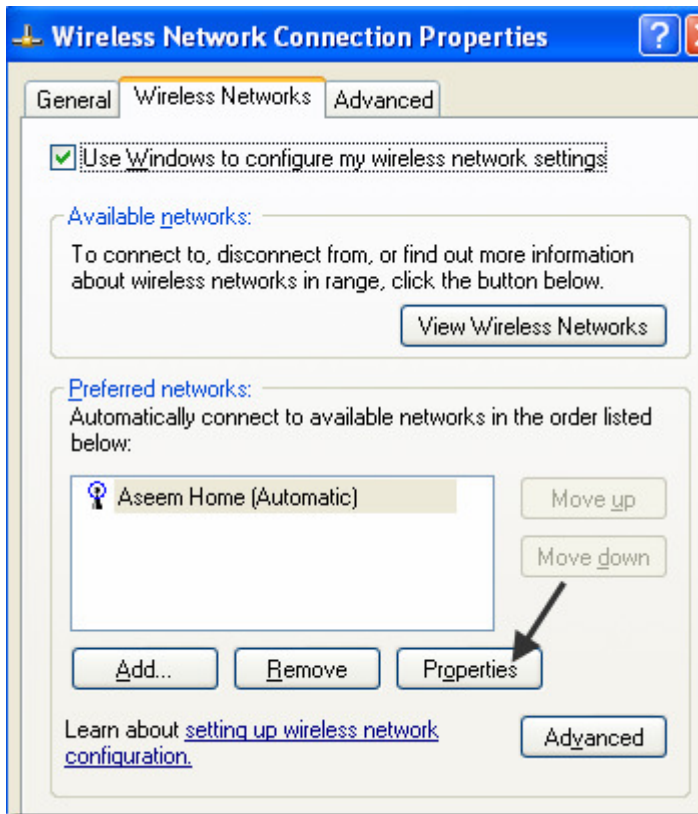 Wireless Network Connection Properties ?
General Wireless Networks Advanced
Use Windows to configure my wireless network settings
Available networks:
To connect to, disconnect from, or find out more information
about wireless networks in range, click the button below.
View Wireless Networks
Preferred networks:
Automatically connect to available networks in the order listed
below:
Aseem Home (Automatic)
Move up
Move down
Add... Remove Properties
Learn about setting up wireless network
configuration.
Advanced